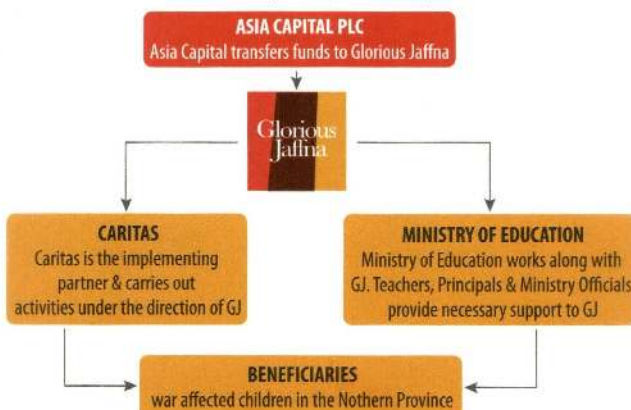 ASIA CAPITAL PLC
Asia Capital transfers funds to Glorious Jaffna
Glorious
Jaffna
CARITAS
Caritas is the implementing
partner & carries out
activities under the direction of GJ
MINISTRY OF EDUCATION
Ministry of Education works along with
GJ. Teachers, Principals & Ministry Officials
provide necessary support to GJ
BENEFICIARIES
war affected children in the Nothern Province